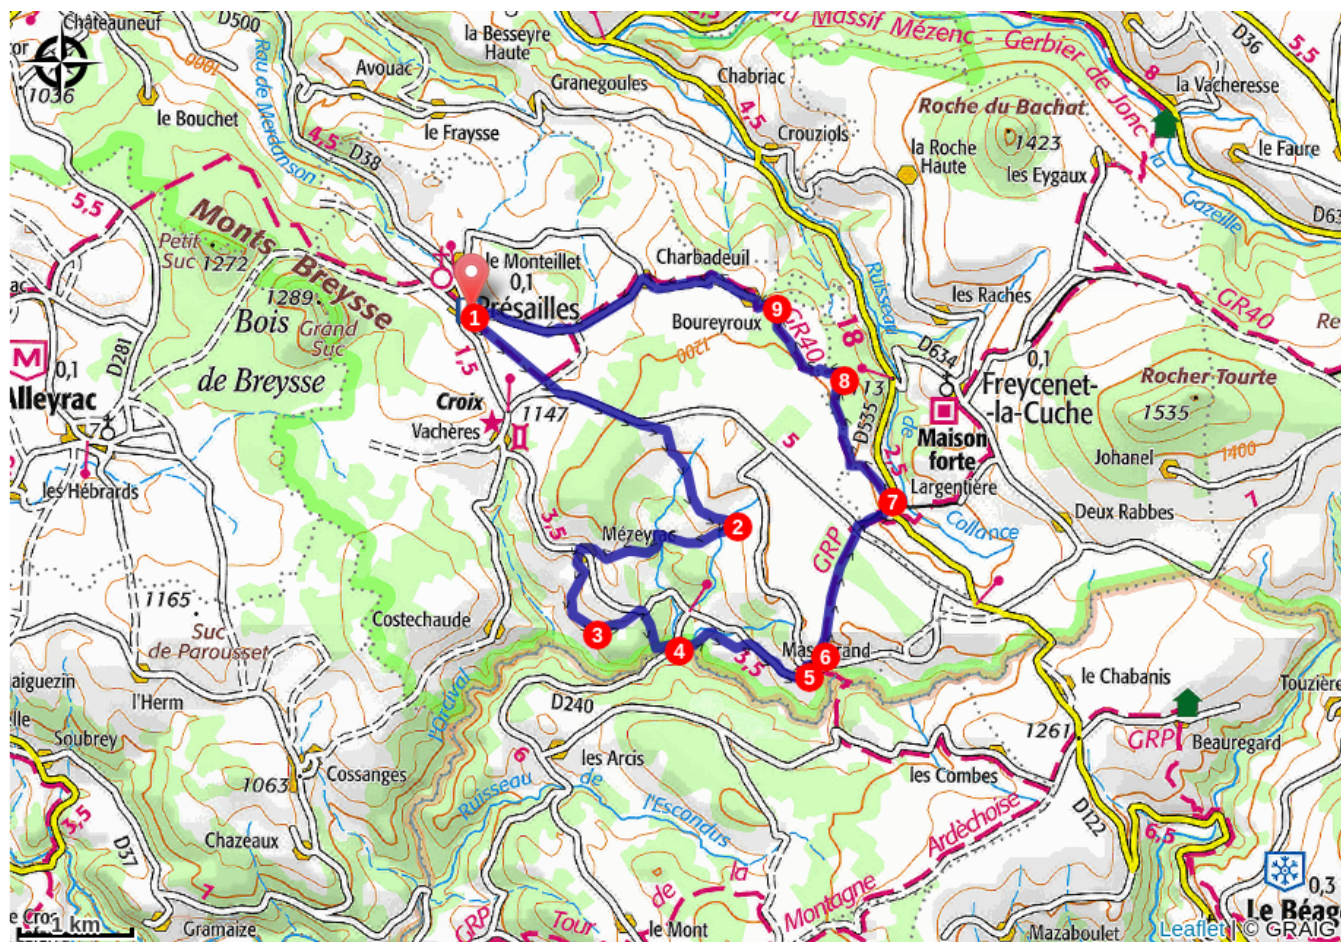 Châteauneuf
D500
la Besseyre
Haute
Massif Mézenc - Gerbier de Jonc
D36
5,5
8
la Vacheresse
1036
1000
Rau de Merdanson
Avouac
Granegoules
Chabriac
4,5
Roche du Bachat
1423
le Bouchet
le Fraysse
4,5
D38
Crouziols
la Roche
Haute
les Eygaux
le Faure
la
Gazeille
5,5
Monts
Breysse
Petit
Suc
1272
le Monteillet
0,1
Présailles
Charbadeuil
Ruisseau
les Raches
GR40
1289
Grand
Suc
Bois
de Breysse
1
Boureyroux
9
GR40
18
1200
D634
0,1
M
0,1
D281
1,5
8
13
Freycenet-
-la-Cuche
Rocher Tourte
1535
Alleyrac
Croix
1147
Vachères
5
D535
de
Maison
forte
2,5
Largentière
Johanel
1400
7
les Hébrards
3,5
7
Collance
Deux Rabbes
Mézeyrac
2
GRP
1165
Suc
de Parousset
Costechaude
3
4
3,5
6
5
l'Orcival
l'Herm
D240
le Chabanis
Touzière
Soubrey
les Arcis
1261
GRP
Beauregard
Cossanges
1063
6
Ruisseau
de
l'Escondus
les Combes
3,5
Chazeaux
D37
Ardèchoise
D122
6,5
7
GRP
Tour
de
la
Montagne
0,3
1 km
Gramaize
le Mont
Mazaboulet
Leaflet | © GRAIG